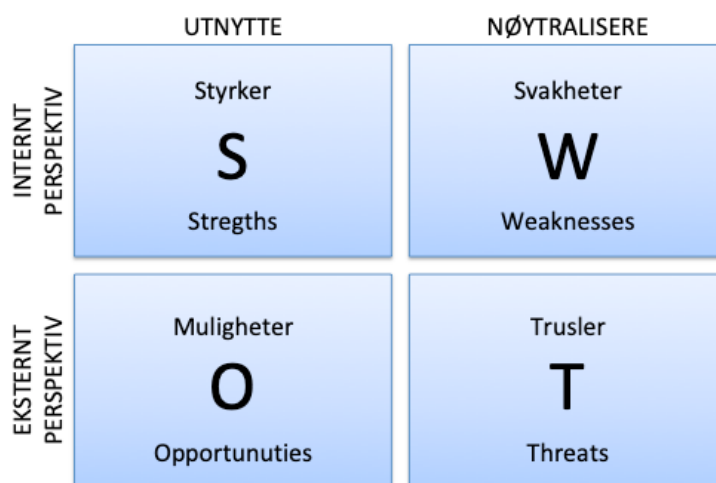 UTNYTTE
NØYTRALISERE
INTERNT
PERSPEKTIV
Styrker
S
Stregths
Svakheter
W
Weaknesses
EKSTERNT
PERSPEKTIV
Muligheter
O
Opportunuties
Trusler
T
Threats